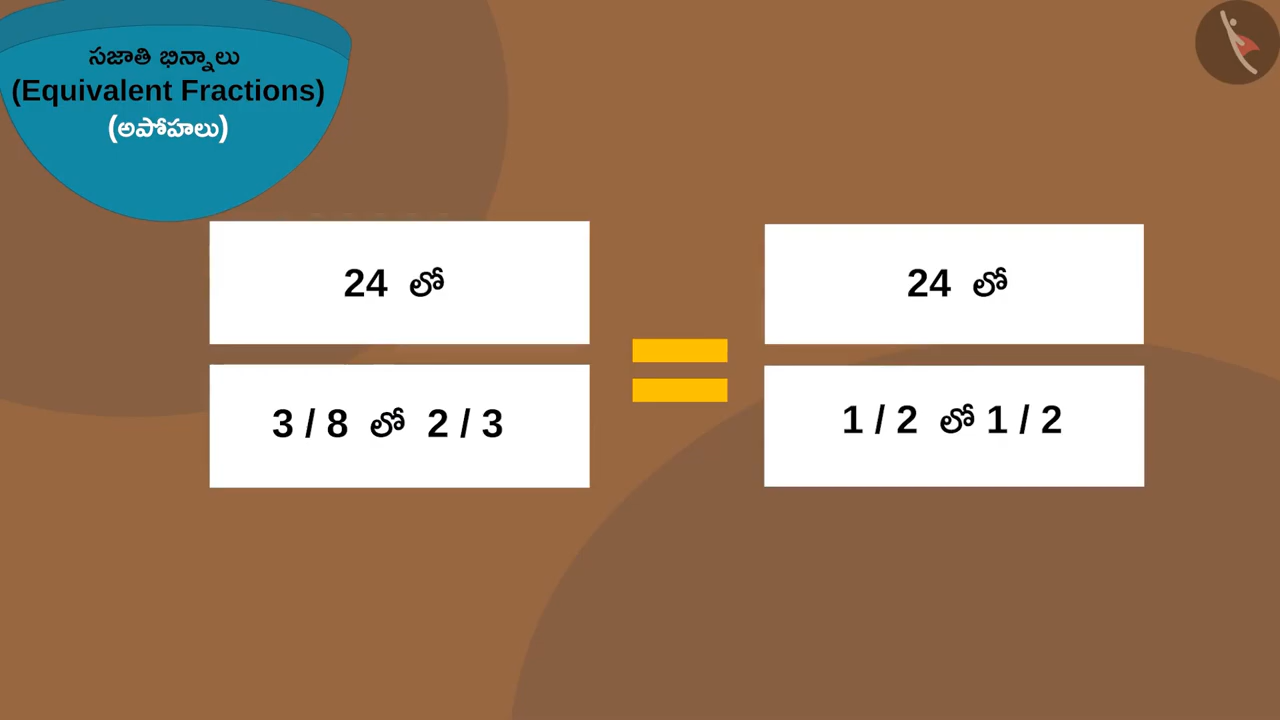 సజాతి భిన్నాలు
(Equivalent Fractions)
(అపోహలు)
24 లో
24 లో
3 / 8 లో 2 / 3
1 / 2 లో 1 / 2